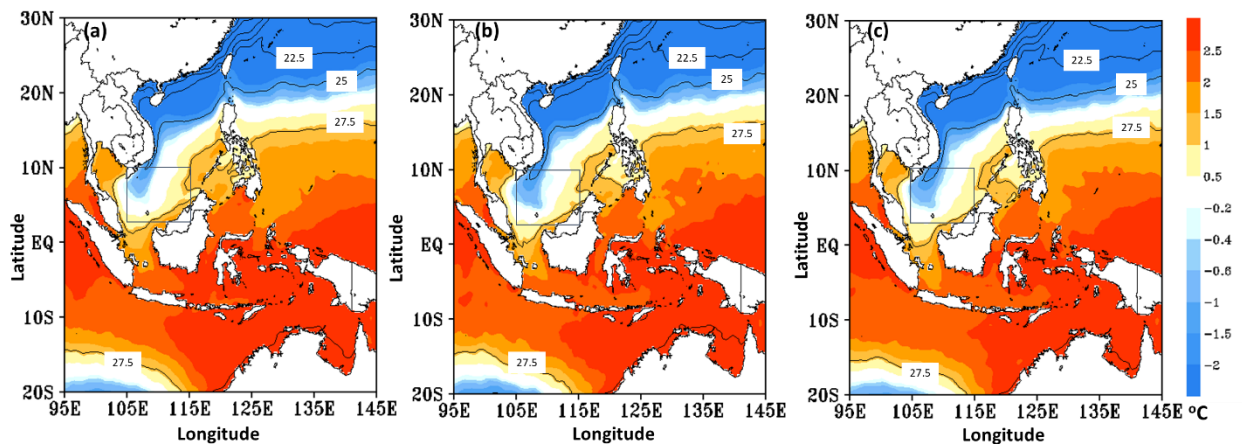 (a) (b) (c)
30N 30N 30N
20N 20N 20N
10N 10N 10N
EQ EQ EQ
10S 10S 10S
20S 20S 20S
22.5 22.5 22.5
25 25 25
27.5 27.5 27.5
27.5 27.5 27.5
Latitude Latitude Latitude
95E 105E 115E 125E 135E 145E 95E 105E 115E 125E 135E 145E 95E 105E 115E 125E 135E 145E
Longitude Longitude Longitude
2.5
2
1.5
1
0.5
-0.2
-0.4
-0.6
-1
-1.5
-2
°C